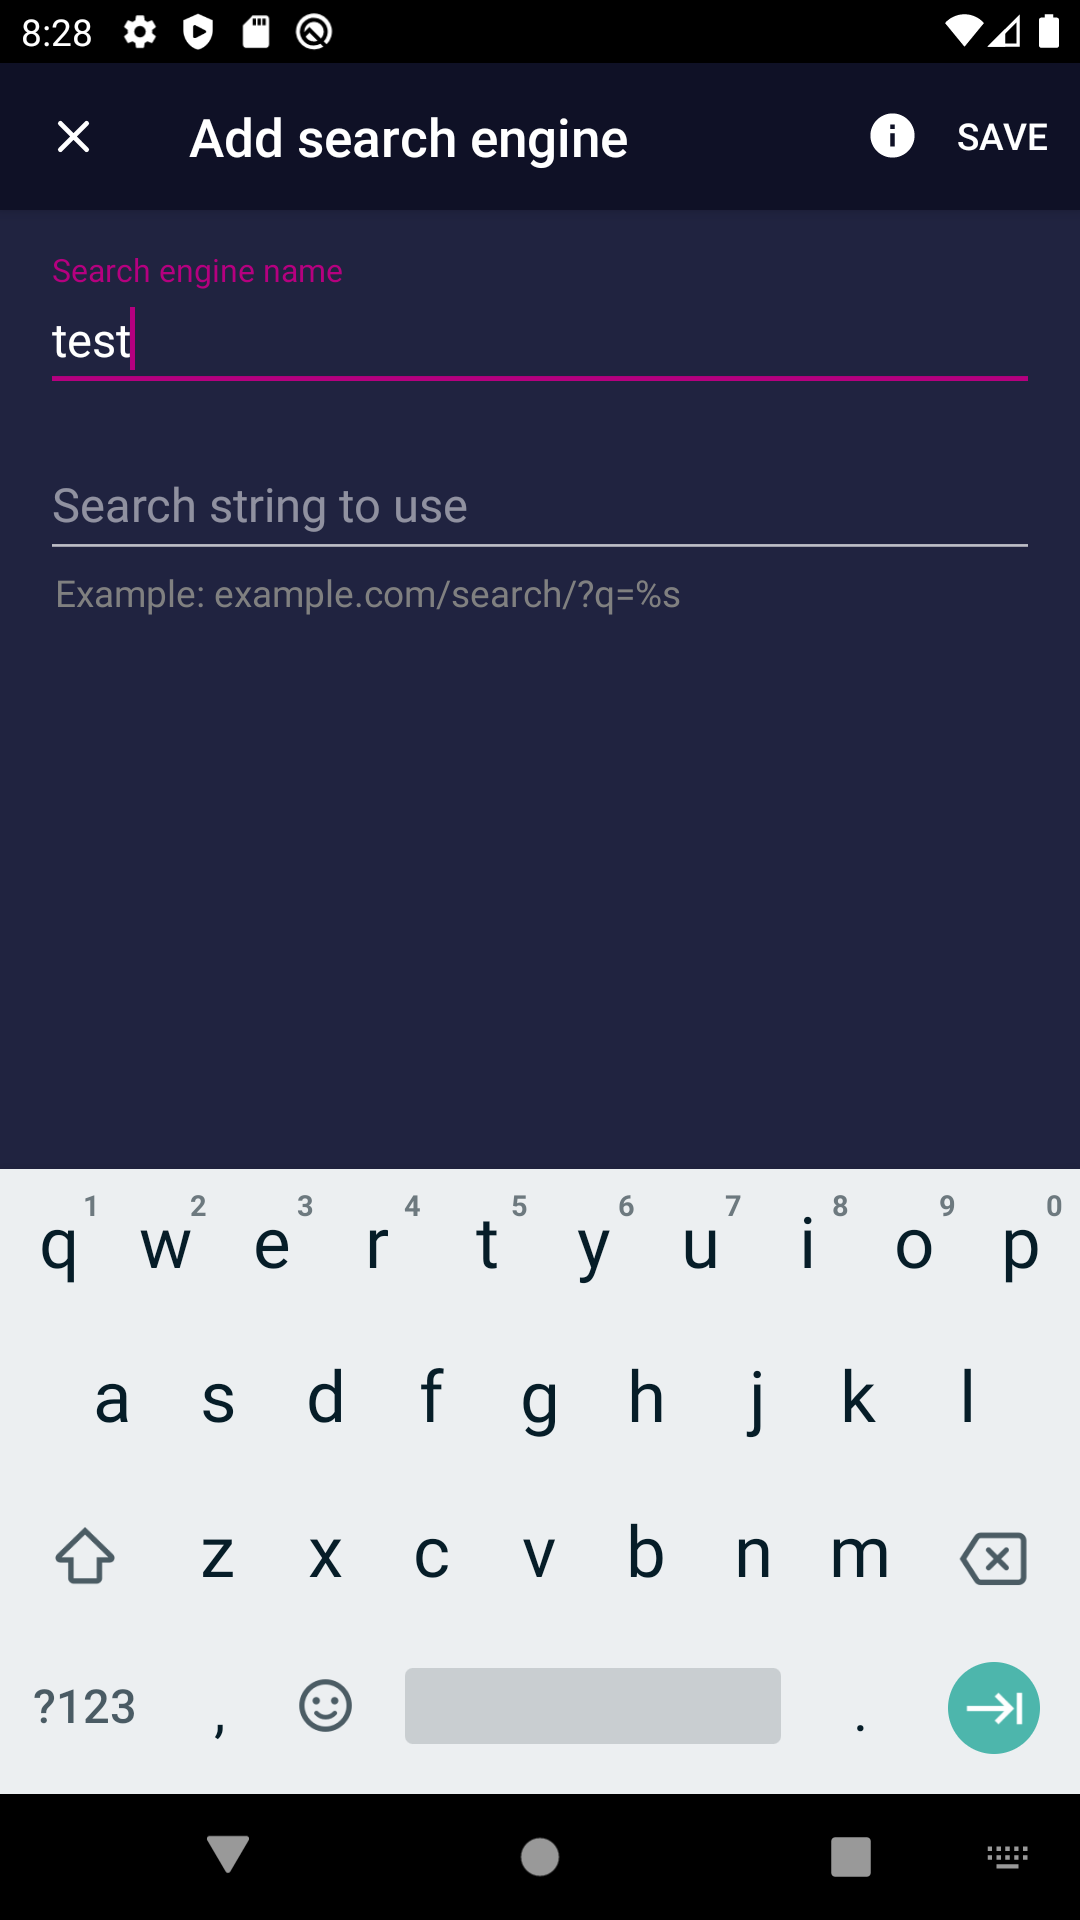 8:28
Add search engine
SAVE
Search engine name
test
Search string to use
Example: example.com/search/?q=%s
1 2 3 4 5 6 7 8 9 0
q w e r t y u i o p
a s d f g h j k l
z x c v b n m
?123 , .